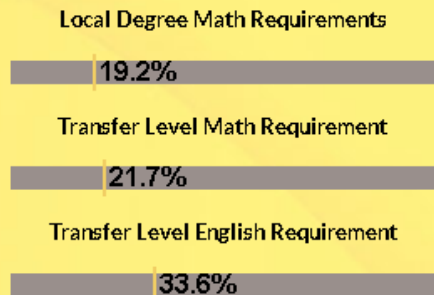 Local Degree Math Requirements
19.2%
Transfer Level Math Requirement
21.7%
Transfer Level English Requirement
33.6%